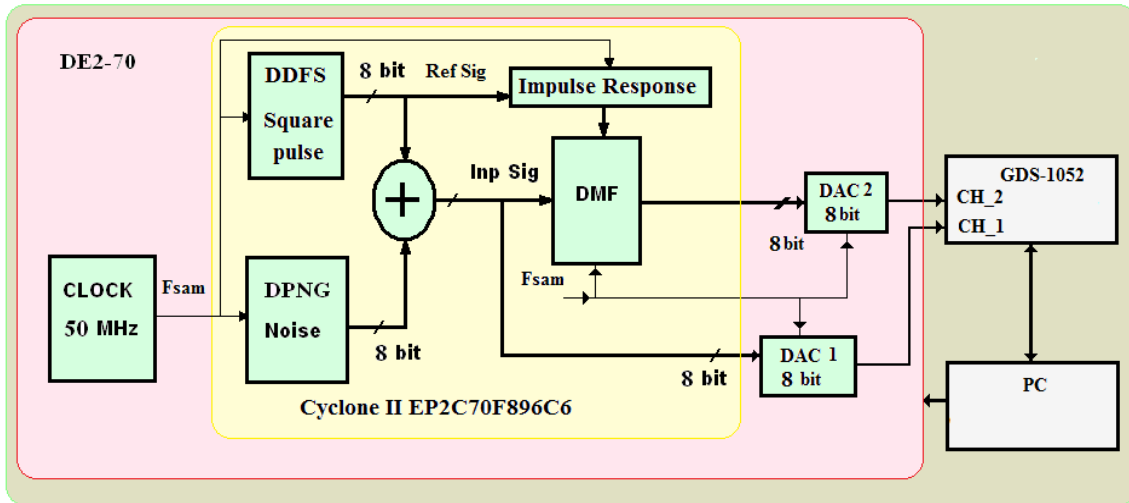 DE2-70
DDFS
Square
pulse
8 bit
Ref Sig
Impulse Response
Inp Sig
DMF
DAC 2
8 bit
8 bit
GDS-1052
CH_2
CH_1
CLOCK
50 MHz
Fsam
DPNG
Noise
8 bit
Fsam
8 bit
DAC 1
8 bit
PC
Cyclone II EP2C70F896C6